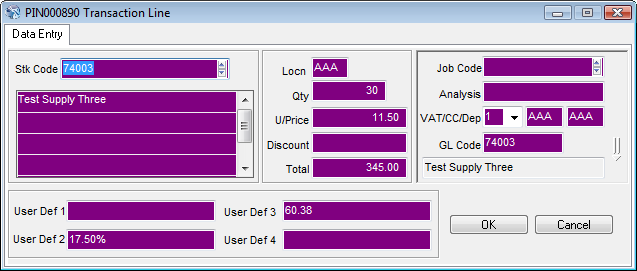 PIN000890 Transaction Line
Data Entry
Stk Code 74003
Test Supply Three
Locn AAA
Qty 30
U/Price 11.50
Discount
Total 345.00
Job Code
Analysis
VAT/CC/Dep 1 AAA AAA
GL Code 74003
Test Supply Three
User Def 1
User Def 3 60.38
User Def 2 17.50%
User Def 4
OK
Cancel